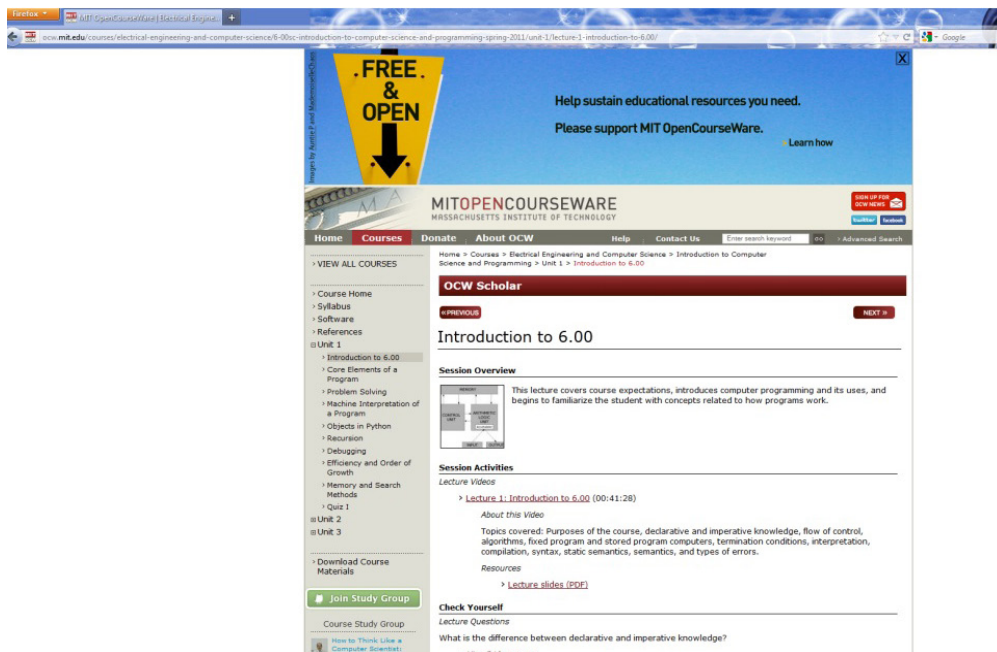 Firefox
MIT OpenCourseWare | Electrical Engine...
ocw.mit.edu/courses/electrical-engineering-and-computer-science/6-00sc-introduction-to-computer-science-and-programming-spring-2011/unit-1/lecture-1-introduction-to-6.00/
Google
Images by Auntie P and MademoiselleChaos
.FREE.
&
OPEN
X
Help sustain educational resources you need.
Please support MIT OpenCourseWare.
Learn how
MITOPENCOURSEWARE
MASSACHUSETTS INSTITUTE OF TECHNOLOGY
SIGN UP FOR
OCW NEWS
twitter facebook
Home Courses Donate About OCW Help Contact Us Enter search keyword GO › Advanced Search
› VIEW ALL COURSES
› Course Home
› Syllabus
› Software
› References
Unit 1
› Introduction to 6.00
› Core Elements of a
Program
› Problem Solving
› Machine Interpretation of
a Program
› Objects in Python
› Recursion
› Debugging
› Efficiency and Order of
Growth
› Memory and Search
Methods
› Quiz 1
Unit 2
Unit 3
› Download Course
Materials
Join Study Group
Course Study Group
How to Think Like a
Computer Scientist:
Home > Courses > Electrical Engineering and Computer Science > Introduction to Computer
Science and Programming > Unit 1 > Introduction to 6.00
OCW Scholar
« PREVIOUS
NEXT »
Introduction to 6.00
Session Overview
MEMORY
CONTROL
UNIT
ARITHMETIC
LOGIC
UNIT
INPUT
OUTPUT
This lecture covers course expectations, introduces computer programming and its uses, and
begins to familiarize the student with concepts related to how programs work.
Session Activities
Lecture Videos
› Lecture 1: Introduction to 6.00 (00:41:28)
About this Video
Topics covered: Purposes of the course, declarative and imperative knowledge, flow of control,
algorithms, fixed program and stored program computers, termination conditions, interpretation,
compilation, syntax, static semantics, semantics, and types of errors.
Resources
› Lecture slides (PDF)
Check Yourself
Lecture Questions
What is the difference between declarative and imperative knowledge?